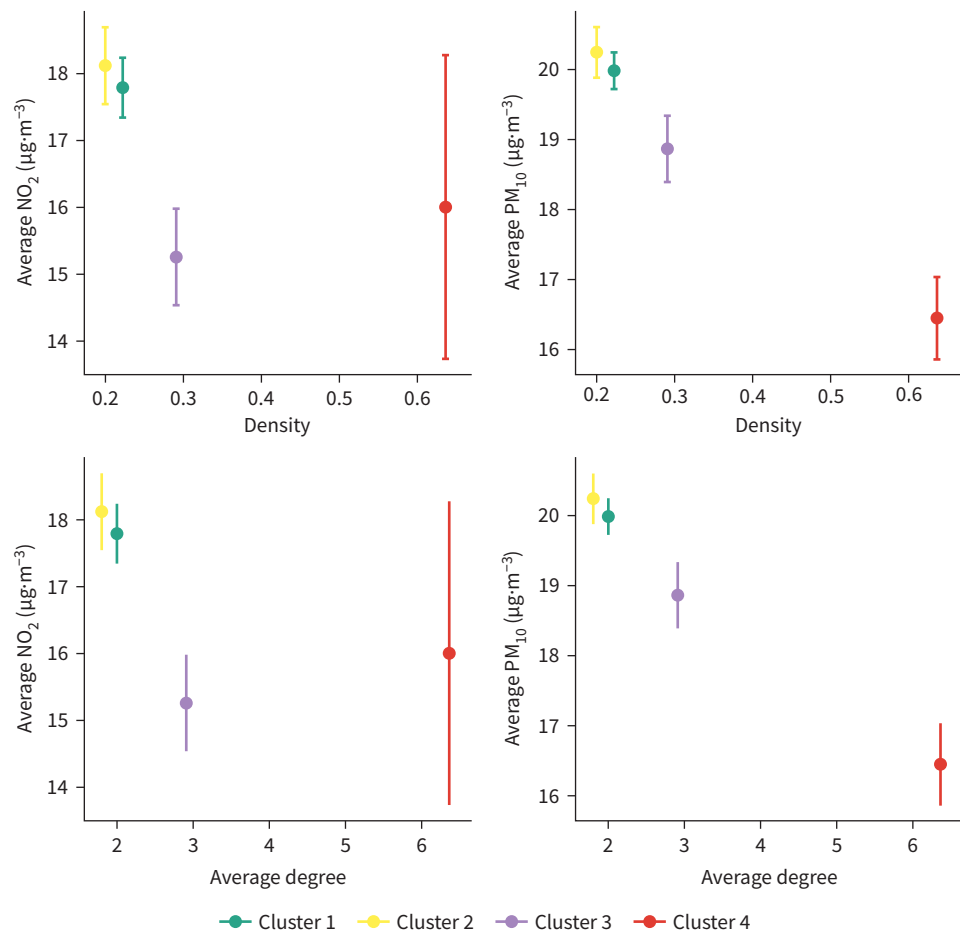 Average NO2 (μg·m−3)
18
17
16
15
14
0.2 0.3 0.4 0.5 0.6
Density
Average PM10 (μg·m−3)
20
19
18
17
16
0.2 0.3 0.4 0.5 0.6
Density
Average NO2 (μg·m−3)
18
17
16
15
14
2 3 4 5 6
Average degree
Average PM10 (μg·m−3)
20
19
18
17
16
2 3 4 5 6
Average degree
Cluster 1 Cluster 2 Cluster 3 Cluster 4